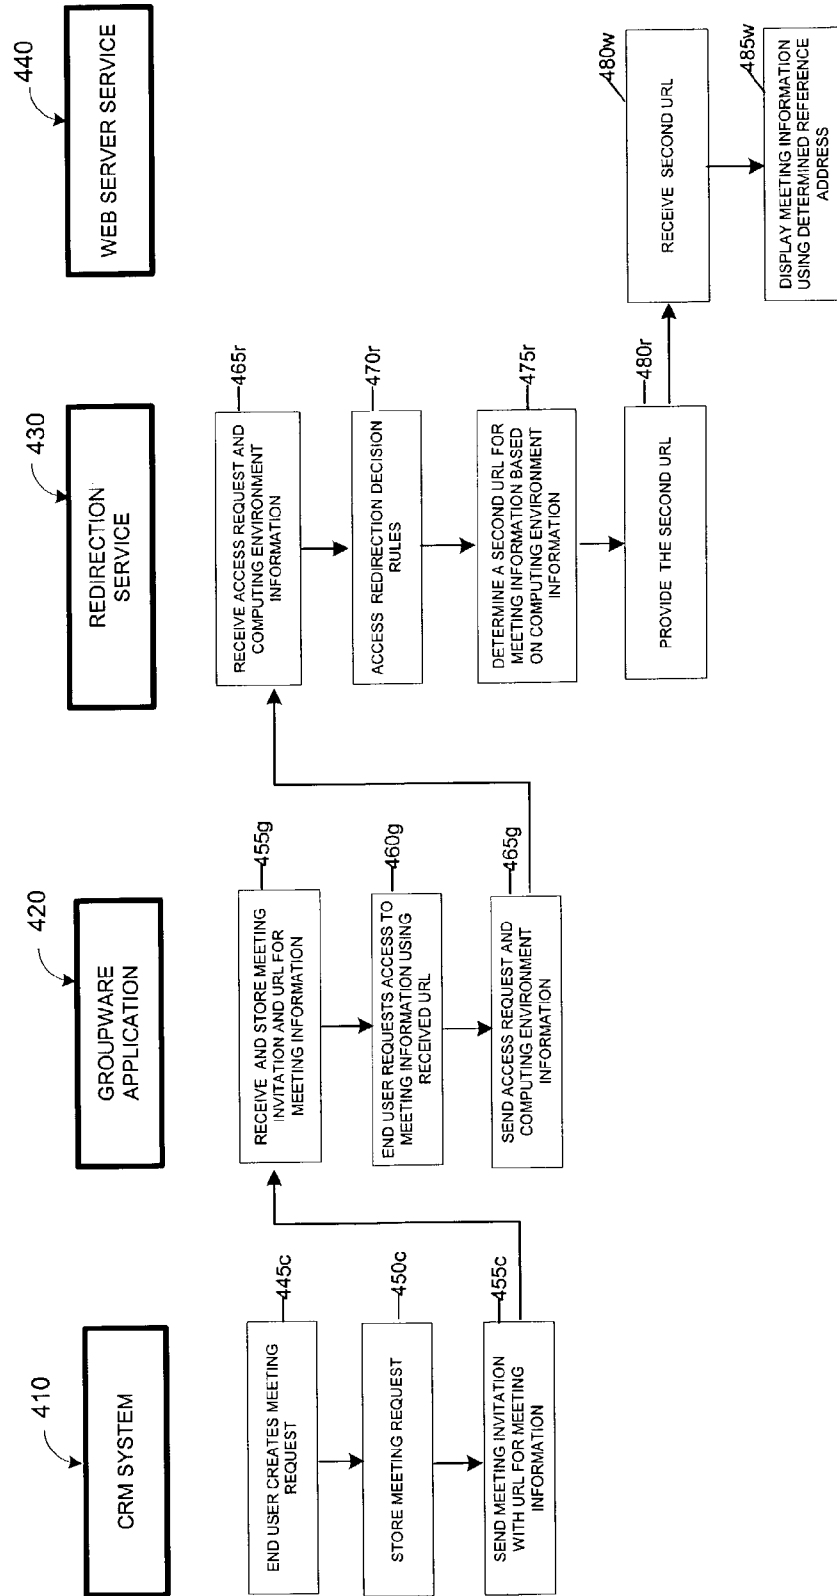 410
CRM SYSTEM
445c
END USER CREATES MEETING
REQUEST
450c
STORE MEETING REQUEST
455c
SEND MEETING INVITATION
WITH URL FOR MEETING
INFORMATION
420
GROUPWARE
APPLICATION
455g
RECEIVE AND STORE MEETING
INVITATION AND URL FOR
MEETING INFORMATION
460g
END USER REQUESTS ACCESS TO
MEETING INFORMATION USING
RECEIVED URL
465g
SEND ACCESS REQUEST AND
COMPUTING ENVIRONMENT
INFORMATION
430
REDIRECTION
SERVICE
465r
RECEIVE ACCESS REQUEST AND
COMPUTING ENVIRONMENT
INFORMATION
470r
ACCESS REDIRECTION DECISION
RULES
475r
DETERMINE A SECOND URL FOR
MEETING INFORMATION BASED
ON COMPUTING ENVIRONMENT
INFORMATION
480r
PROVIDE THE SECOND URL
440
WEB SERVER SERVICE
480w
RECEIVE SECOND URL
485w
DISPLAY MEETING INFORMATION
USING DETERMINED REFERENCE
ADDRESS